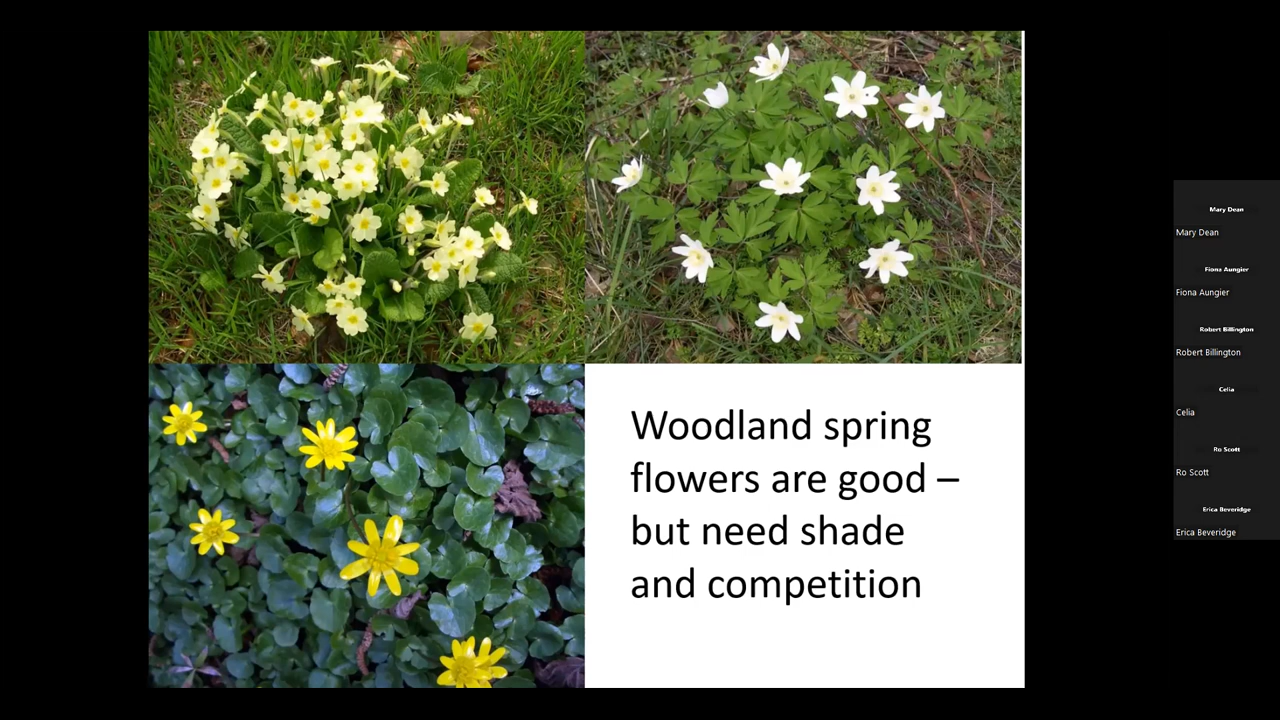 Woodland spring
flowers are good –
but need shade
and competition
Mary Dean
Mary Dean
Fiona Aungier
Fiona Aungier
Robert Billington
Robert Billington
Celia
Celia
Ro Scott
Ro Scott
Erica Beveridge
Erica Beveridge